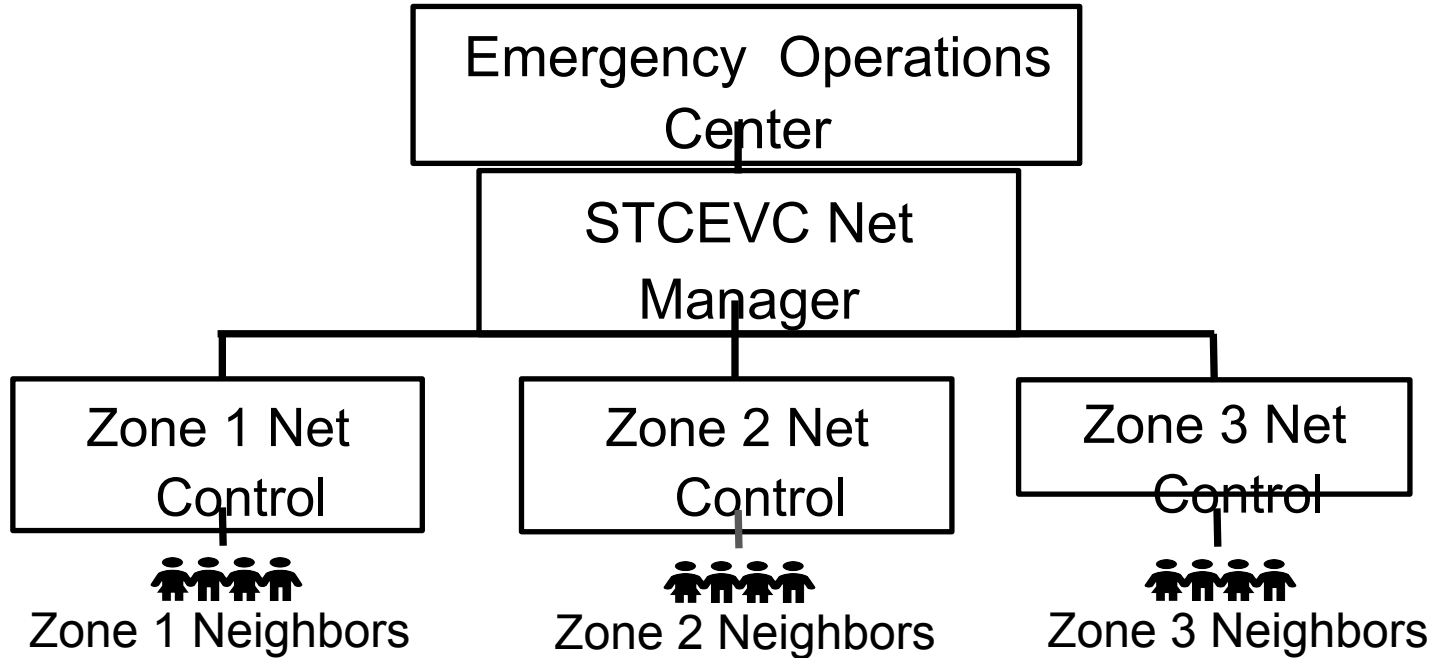 Emergency Operations
Center
STCEVC Net
Manager
Zone 1 Net
Control
Zone 2 Net
Control
Zone 3 Net
Control
Zone 1 Neighbors
Zone 2 Neighbors
Zone 3 Neighbors